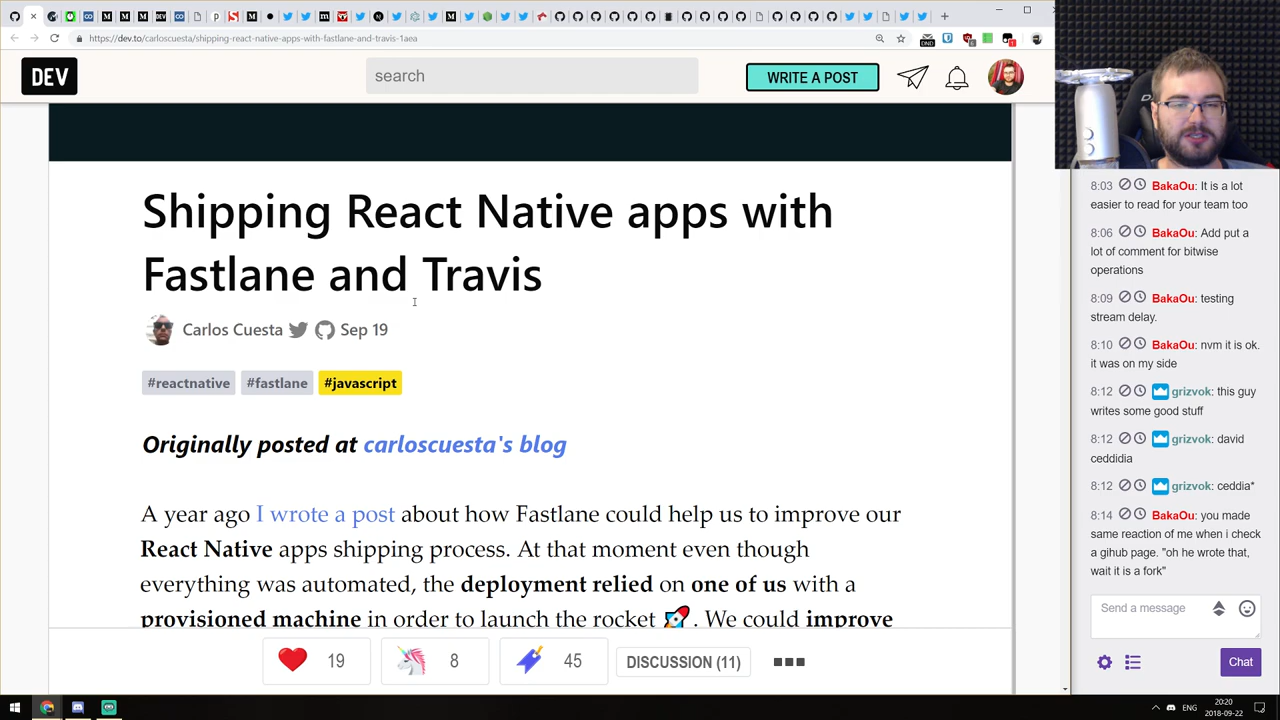 https://dev.to/carloscuesta/shipping-react-native-apps-with-fastlane-and-travis-1aea
DEV
search
WRITE A POST
Shipping React Native apps with
Fastlane and Travis
Carlos Cuesta
Sep 19
#reactnative
#fastlane
#javascript
Originally posted at carloscuesta's blog
A year ago I wrote a post about how Fastlane could help us to improve our
React Native apps shipping process. At that moment even though
everything was automated, the deployment relied on one of us with a
provisioned machine in order to launch the rocket 🚀. We could improve
19
8
45
DISCUSSION (11)
8:03 BakaOu: It is a lot
easier to read for your team too
8:06 BakaOu: Add put a
lot of comment for bitwise
operations
8:09 BakaOu: testing
stream delay.
8:10 BakaOu: nvm it is ok.
it was on my side
8:12 grizvok: this guy
writes some good stuff
8:12 grizvok: david
ceddidia
8:12 grizvok: ceddia*
8:14 BakaOu: you made
same reaction of me when i check
a gihub page. "oh he wrote that,
wait it is a fork"
Send a message
Chat
ENG
20:20
2018-09-22